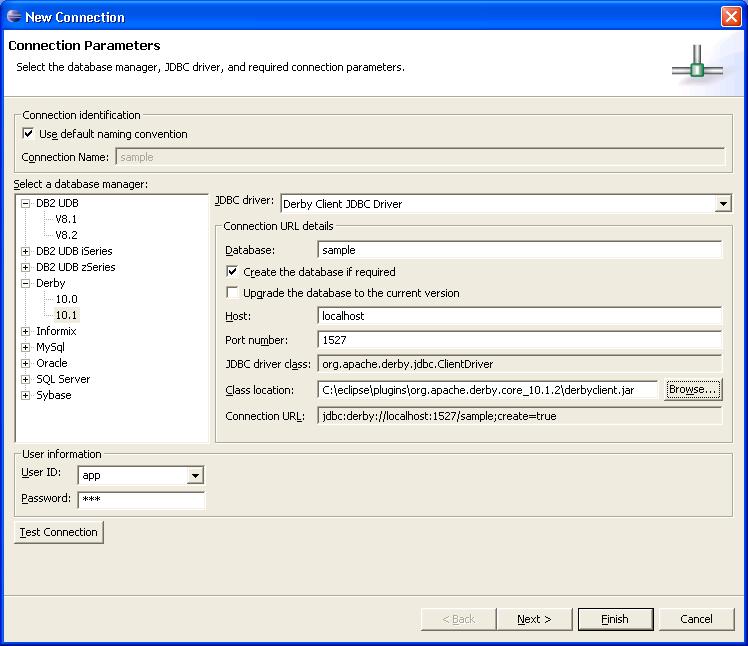 New Connection
Connection Parameters
Select the database manager, JDBC driver, and required connection parameters.
Connection identification
Use default naming convention
Connection Name: sample
Select a database manager:
DB2 UDB
V8.1
V8.2
DB2 UDB iSeries
DB2 UDB zSeries
Derby
10.0
10.1
Informix
MySql
Oracle
SQL Server
Sybase
JDBC driver: Derby Client JDBC Driver
Connection URL details
Database: sample
Create the database if required
Upgrade the database to the current version
Host: localhost
Port number: 1527
JDBC driver class: org.apache.derby.jdbc.ClientDriver
Class location: C:\eclipse\plugins\org.apache.derby.core_10.1.2\derbyclient.jar Browse...
Connection URL: jdbc:derby://localhost:1527/sample;create=true
User information
User ID: app
Password: ***
Test Connection
< Back Next > Finish Cancel